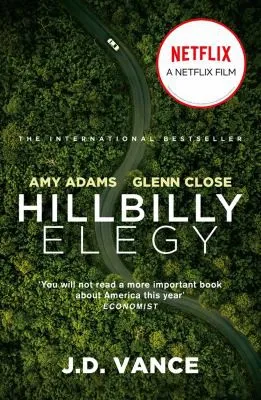 NETFLIX
A NETFLIX FILM
THE INTERNATIONAL BESTSELLER
AMY ADAMS GLENN CLOSE
HILLBILLY
ELEGY
‘You will not read a more important book
about America this year’
ECONOMIST
J.D. VANCE